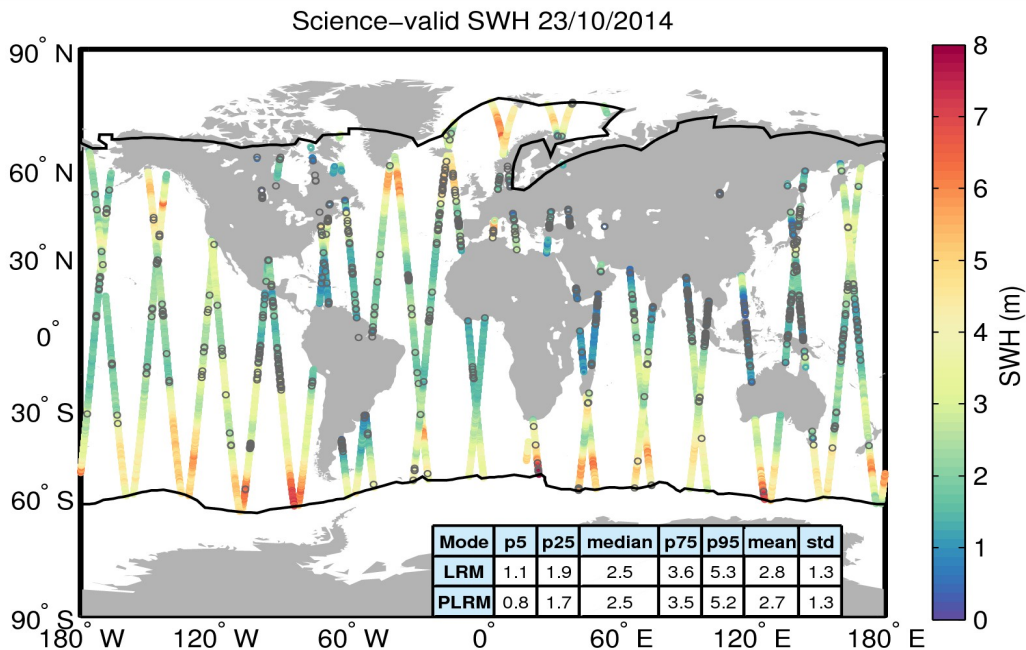 Science-valid SWH 23/10/2014
90° N
60° N
30° N
0°
30° S
60° S
90° S
180° W
120° W
60° W
0°
60° E
120° E
180° E
Mode p5 p25 median p75 p95 mean std
LRM 1.1 1.9 2.5 3.6 5.3 2.8 1.3
PLRM 0.8 1.7 2.5 3.5 5.2 2.7 1.3
8
7
6
5
4
3
2
1
0
SWH (m)